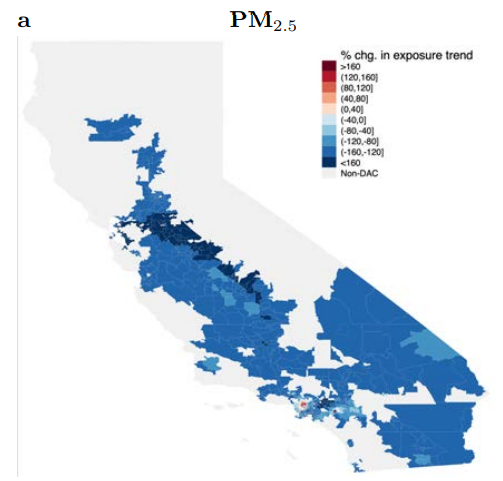 a
PM2.5
% chg. in exposure trend
>160
(120,160]
(80,120]
(40,80]
(0,40]
(-40,0]
(-80,-40]
(-120,-80]
(-160,-120]
<160
Non-DAC